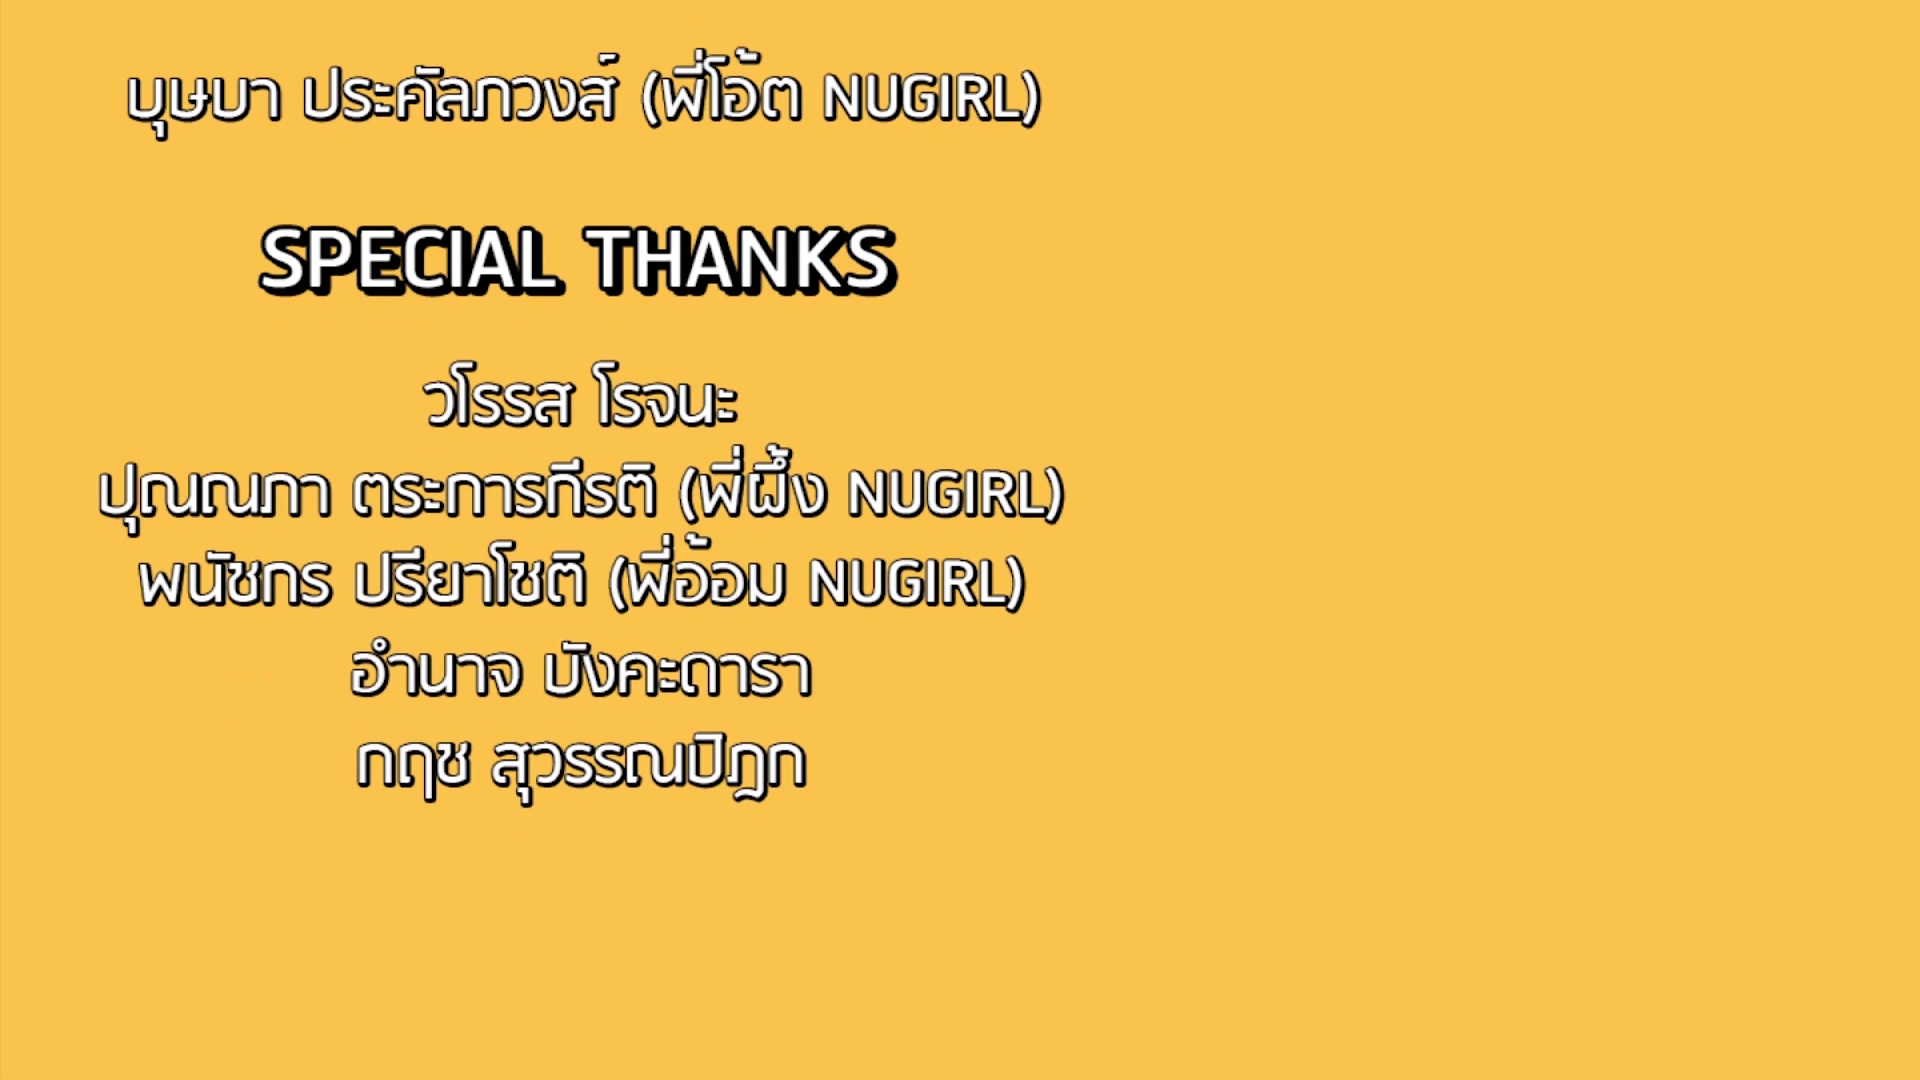 บุษบา ประคัลภวงส์ (พี่โอ้ต NUGIRL)
SPECIAL THANKS
วโรรส โรจนะ
ปุณณภา ตระการกีรติ (พี่ผึ้ง NUGIRL)
พนัชกร ปรียาโชติ (พี่อ้อม NUGIRL)
อำนาจ บังคะดารา
กฤช สุวรรณปิฎก